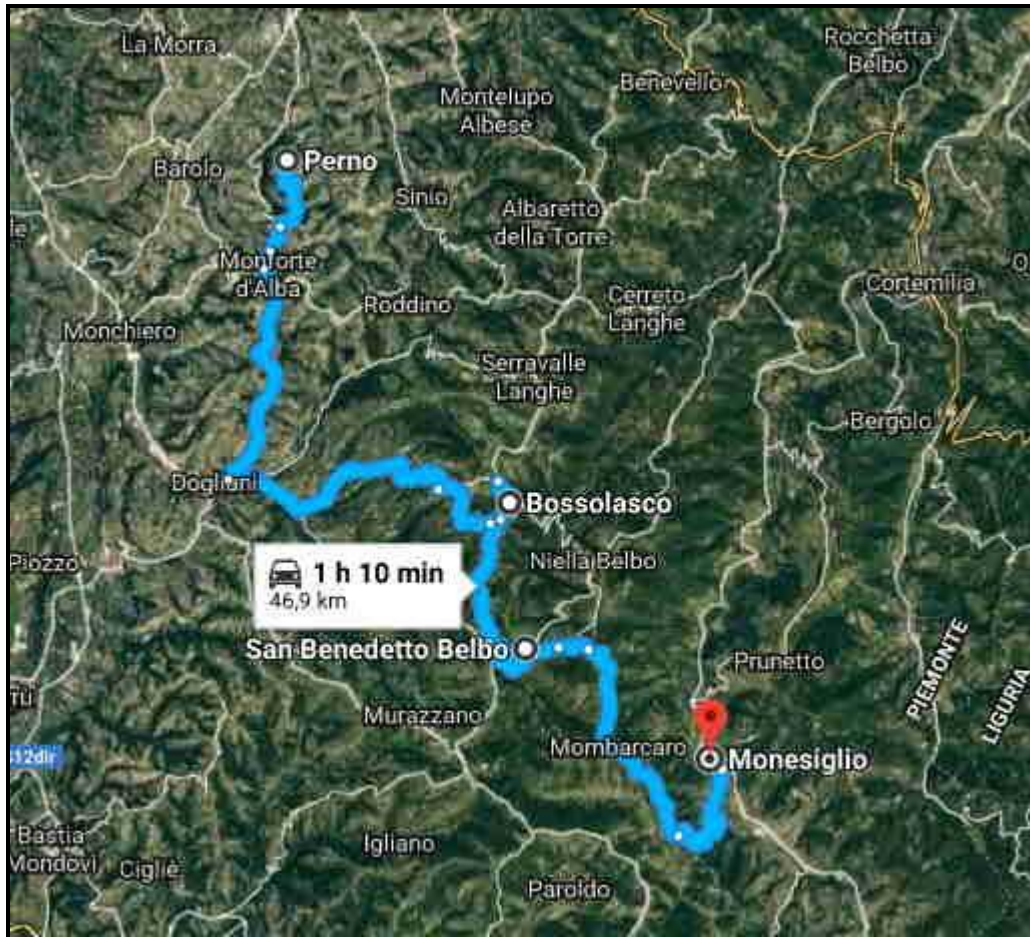 La Morra
Rocchetta
Belbo
Benevello
Montelupo
Albese
Perno
Barolo
Sinio
Albaretto
della Torre
Monforte
d'Alba
Cortemilia
Roddino
Cerreto
Langhe
Monchiero
Serravalle
Langhe
Bergolo
Dogliani
Bossolasco
Piozzo
Niella Belbo
1 h 10 min
46,9 km
San Benedetto Belbo
Prunetto
PIEMONTE
LIGURIA
Murazzano
Mombarcaro
Monesiglio
Bastia
Mondovì
Cigliè
Igliano
Paroldo